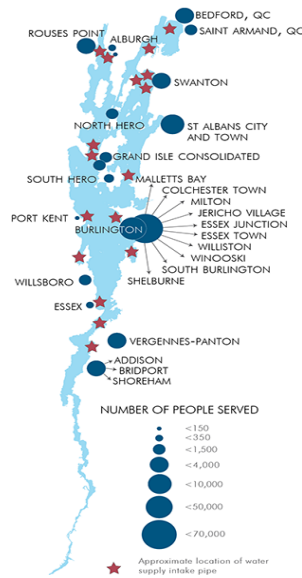 BEDFORD, QC
ROUSES POINT
ALBURGH
SAINT ARMAND, QC
SWANTON
NORTH HERO
ST ALBANS CITY
AND TOWN
GRAND ISLE CONSOLIDATED
SOUTH HERO
MALLETTS BAY
COLCHESTER TOWN
MILTON
JERICHO VILLAGE
PORT KENT
ESSEX JUNCTION
BURLINGTON
ESSEX TOWN
WILLISTON
WINOOSKI
SOUTH BURLINGTON
SHELBURNE
WILLSBORO
ESSEX
VERGENNES-PANTON
ADDISON
BRIDPORT
SHOREHAM
NUMBER OF PEOPLE SERVED
<150
<350
<1,500
<4,000
<10,000
<50,000
<70,000
Approximate location of water
supply intake pipe